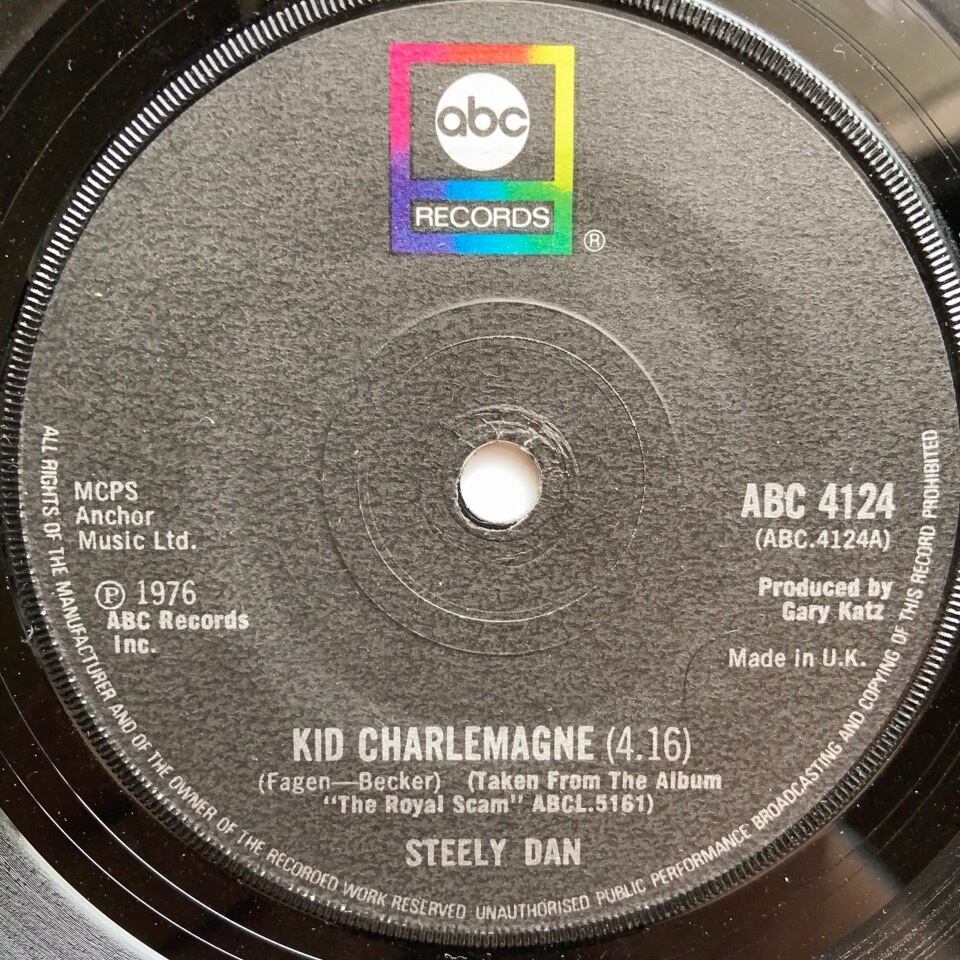 abc
RECORDS
®
MCPS
Anchor
Music Ltd.
Ⓟ 1976
ABC Records
Inc.
ABC 4124
(ABC.4124A)
Produced by
Gary Katz
Made in U.K.
KID CHARLEMAGNE (4.16)
(Fagen—Becker) (Taken From The Album
"The Royal Scam" ABCL.5161)
STEELY DAN
ALL RIGHTS OF THE MANUFACTURER AND OF THE OWNER OF THE RECORDED WORK RESERVED UNAUTHORISED PUBLIC PERFORMANCE BROADCASTING AND COPYING OF THIS RECORD PROHIBITED